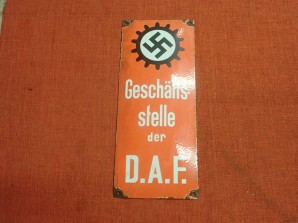 Geschäfts-
stelle
der
D.A.F.